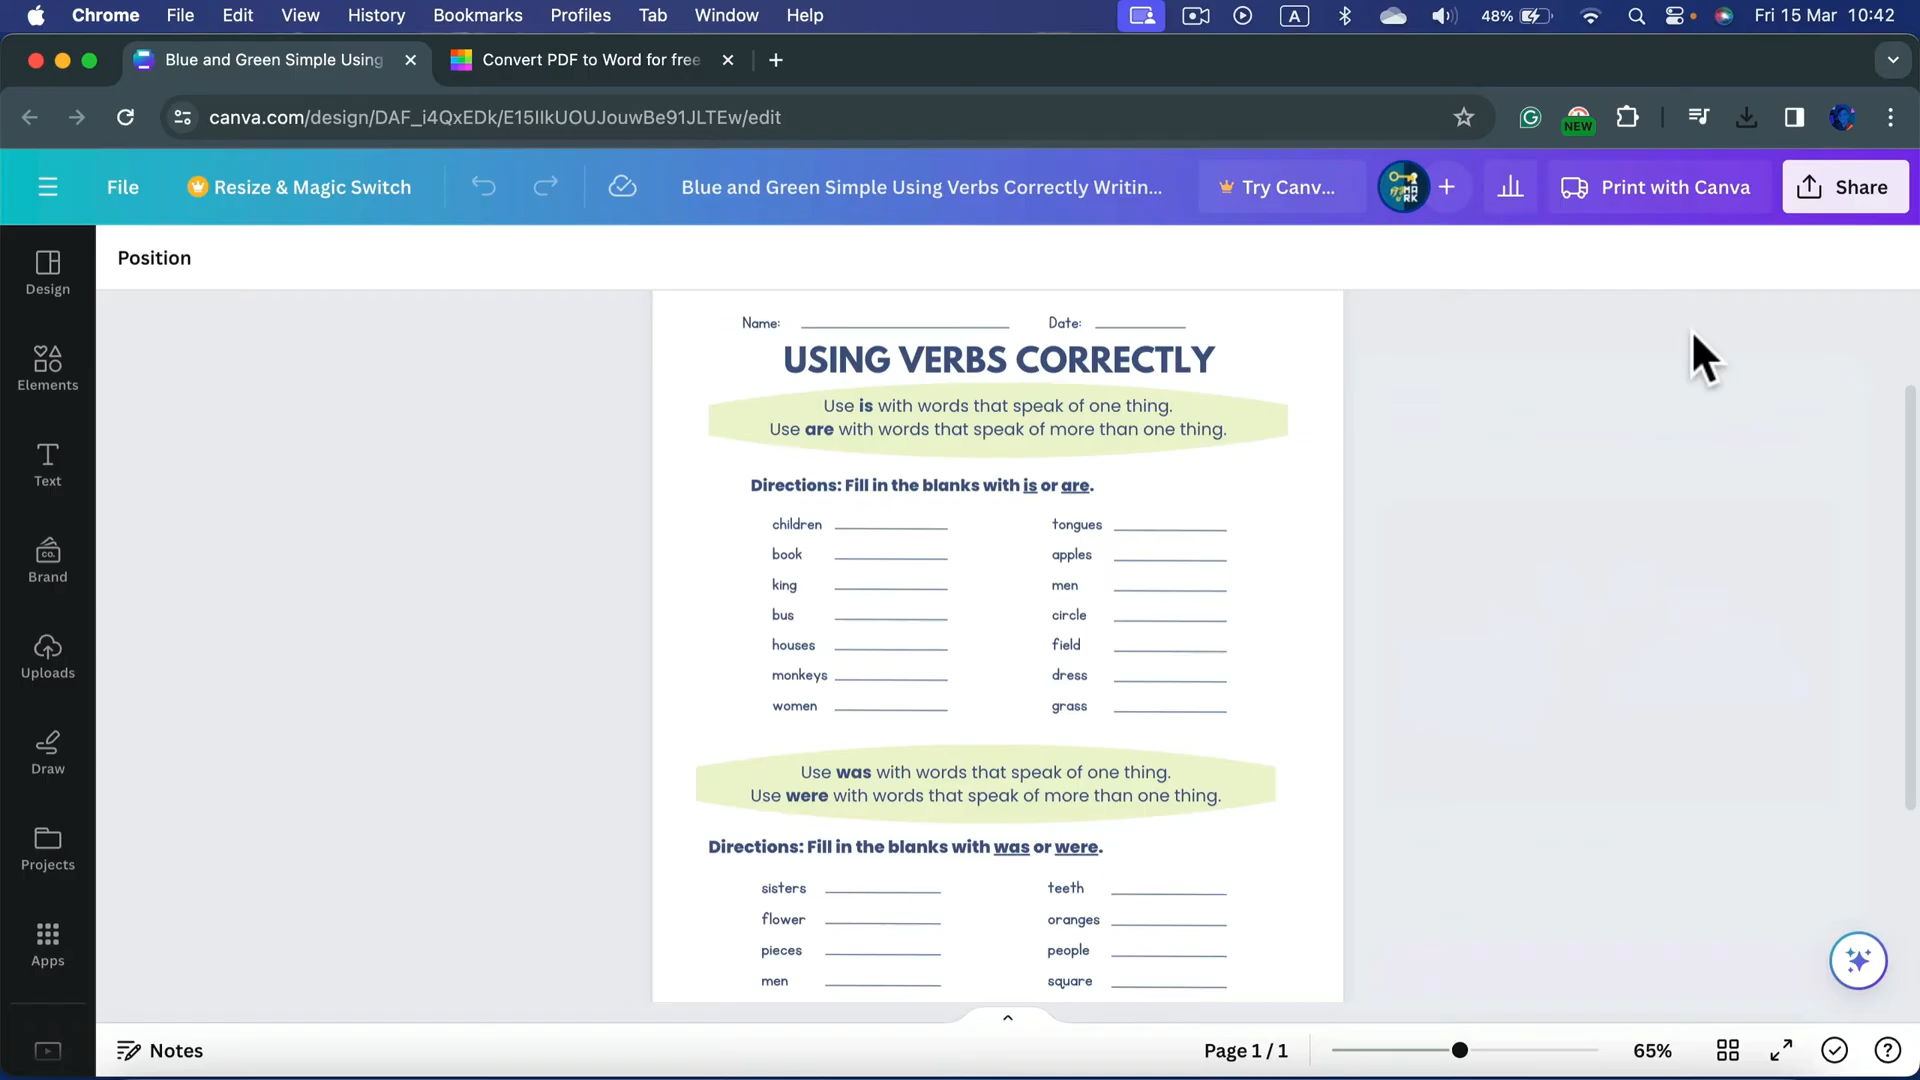 Chrome File Edit View History Bookmarks Profiles Tab Window Help A 48% Fri 15 Mar 10:42
Blue and Green Simple Using Convert PDF to Word for free
canva.com/design/DAF_i4QxEDk/E15IIkUOUJouwBe91JLTEw/edit NEW
File Resize & Magic Switch Blue and Green Simple Using Verbs Correctly Writin... Try Canv... Print with Canva Share
Position
Design
Elements
Text
CO.
Brand
Uploads
Draw
Projects
Apps
Name: Date:
USING VERBS CORRECTLY
Use is with words that speak of one thing.
Use are with words that speak of more than one thing.
Directions: Fill in the blanks with is or are.
children tongues
book apples
king men
bus circle
houses field
monkeys dress
women grass
Use was with words that speak of one thing.
Use were with words that speak of more than one thing.
Directions: Fill in the blanks with was or were.
sisters teeth
flower oranges
pieces people
men square
Notes Page 1 / 1 65%